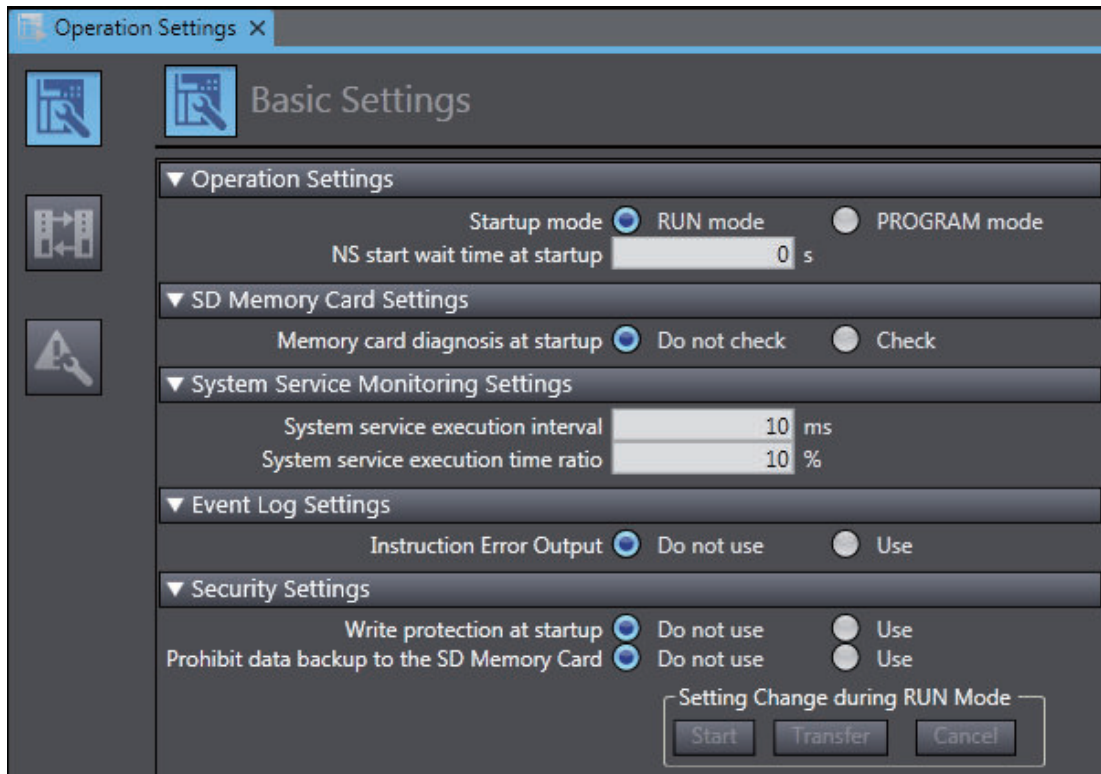 Operation Settings
Basic Settings
Operation Settings
Startup mode RUN mode PROGRAM mode
NS start wait time at startup 0 s
SD Memory Card Settings
Memory card diagnosis at startup Do not check Check
System Service Monitoring Settings
System service execution interval 10 ms
System service execution time ratio 10 %
Event Log Settings
Instruction Error Output Do not use Use
Security Settings
Write protection at startup Do not use Use
Prohibit data backup to the SD Memory Card Do not use Use
Setting Change during RUN Mode
Start Transfer Cancel